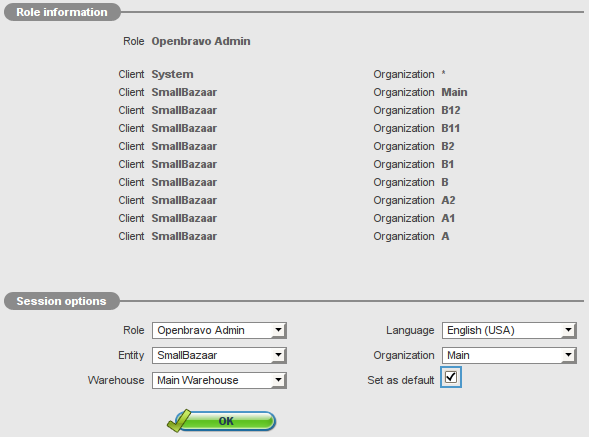 Role information
Role Openbravo Admin
Client System Organization *
Client SmallBazaar Organization Main
Client SmallBazaar Organization B12
Client SmallBazaar Organization B11
Client SmallBazaar Organization B2
Client SmallBazaar Organization B1
Client SmallBazaar Organization B
Client SmallBazaar Organization A2
Client SmallBazaar Organization A1
Client SmallBazaar Organization A
Session options
Role Openbravo Admin Language English (USA)
Entity SmallBazaar Organization Main
Warehouse Main Warehouse Set as default
OK